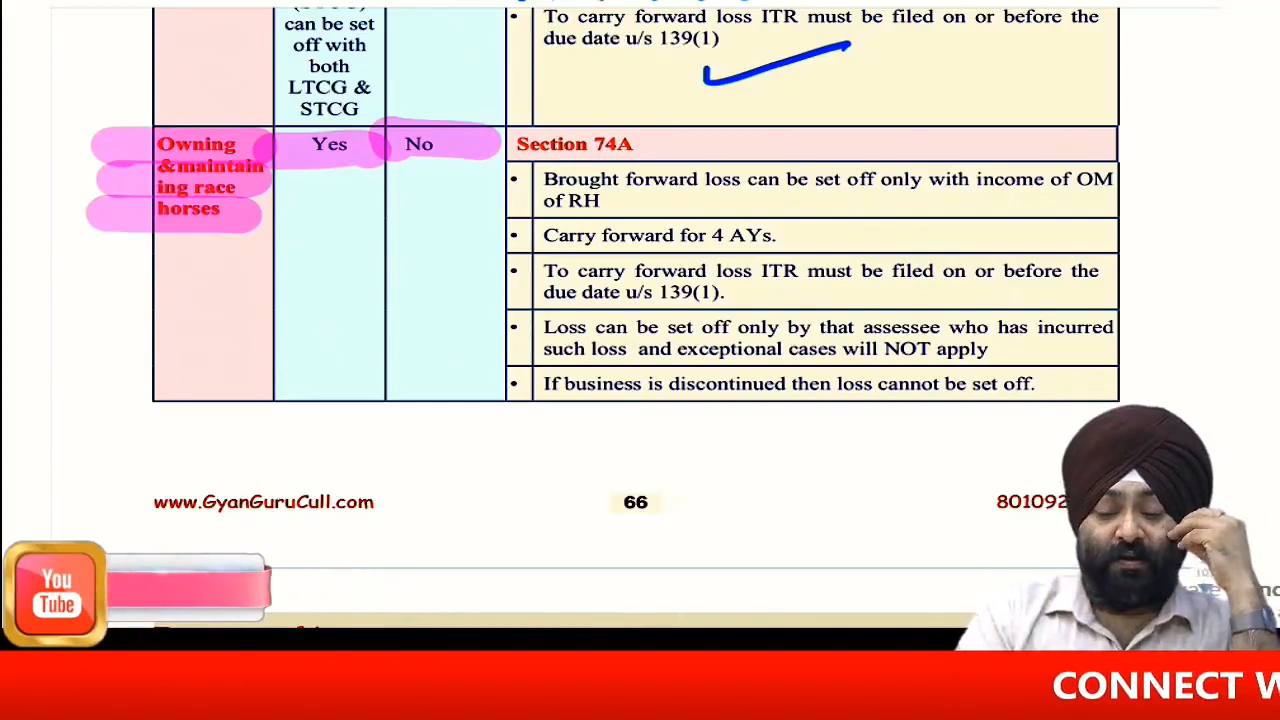 (STCG)
can be set
off with
both
LTCG &
STCG
To carry forward loss ITR must be filed on or before the
due date u/s 139(1)
Owning
&maintain
ing race
horses
Yes
No
Section 74A
• Brought forward loss can be set off only with income of OM
of RH
• Carry forward for 4 AYs.
• To carry forward loss ITR must be filed on or before the
due date u/s 139(1).
• Loss can be set off only by that assessee who has incurred
such loss and exceptional cases will NOT apply
• If business is discontinued then loss cannot be set off.
www.GyanGuruCull.com
66
801092
You
Tube
CONNECT W